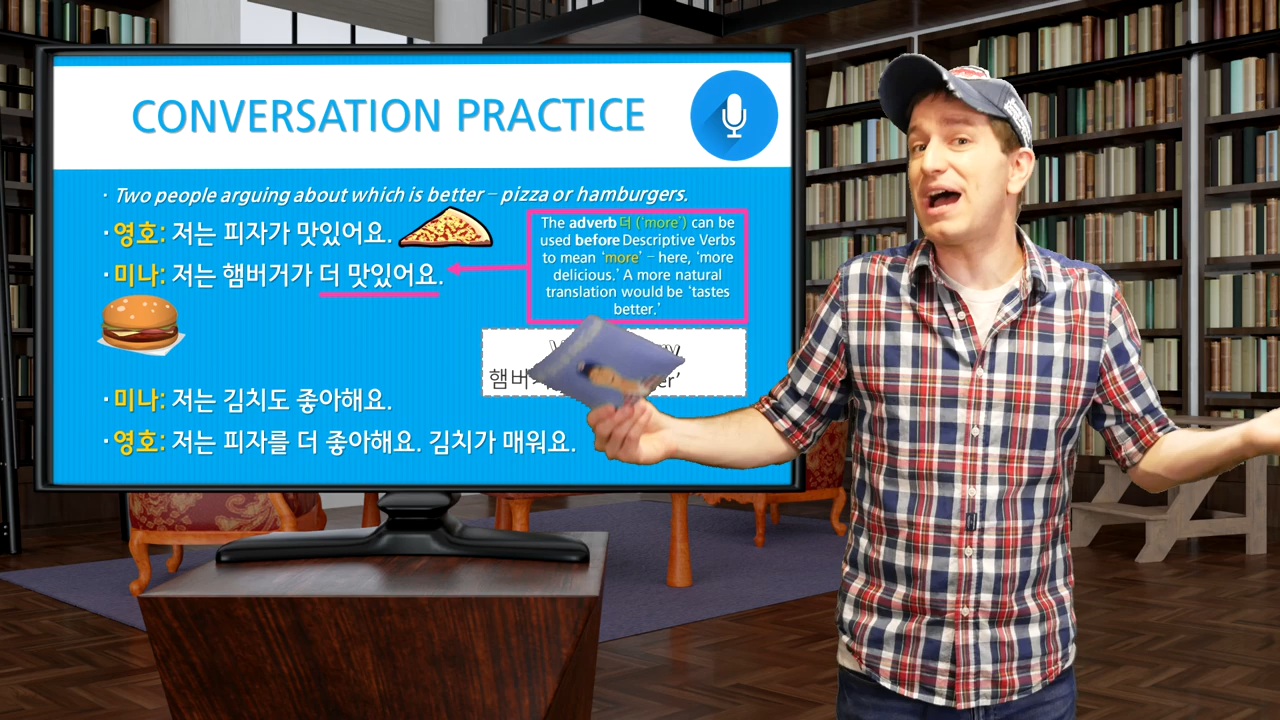 CONVERSATION PRACTICE
· Two people arguing about which is better – pizza or hamburgers.
· 영호: 저는 피자가 맛있어요.
· 미나: 저는 햄버거가 더 맛있어요.
The adverb 더 ('more') can be
used before Descriptive Verbs
to mean 'more' – here, 'more
delicious.' A more natural
translation would be 'tastes
better.'
햄버
· 미나: 저는 김치도 좋아해요.
· 영호: 저는 피자를 더 좋아해요. 김치가 매워요.